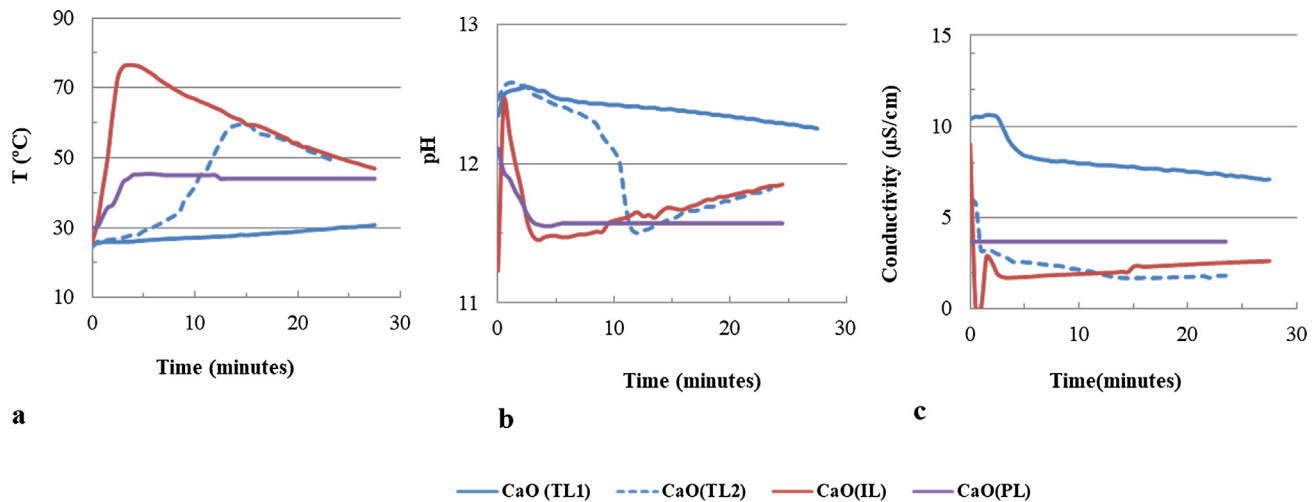 90
70
50
30
10
T (ºC)
0 10 20 30
Time (minutes)
a
13
12
11
pH
0 10 20 30
Time (minutes)
b
15
10
5
0
Conductivity (µS/cm)
0 10 20 30
Time(minutes)
c
CaO (TL1) CaO(TL2) CaO(IL) CaO(PL)